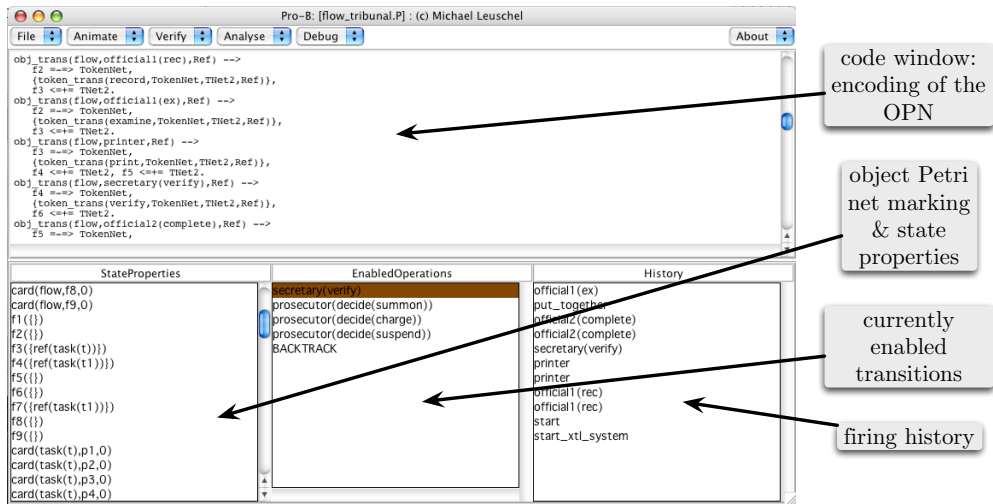 Pro-B: [flow_tribunal.P] : (c) Michael Leuschel
File Animate Verify Analyse Debug About
obj_trans(flow,official1(rec),Ref) -->
f2 =-=> TokenNet,
{token_trans(record,TokenNet,TNet2,Ref)},
f3 <=+= TNet2.
obj_trans(flow,official1(ex),Ref) -->
f2 =-=> TokenNet,
{token_trans(examine,TokenNet,TNet2,Ref)},
f3 <=+= TNet2.
obj_trans(flow,printer,Ref) -->
f3 =-=> TokenNet,
{token_trans(print,TokenNet,TNet2,Ref)},
f4 <=+= TNet2, f5 <=+= TNet2.
obj_trans(flow,secretary(verify),Ref) -->
f4 =-=> TokenNet,
{token_trans(verify,TokenNet,TNet2,Ref)},
f6 <=+= TNet2.
obj_trans(flow,official2(complete),Ref) -->
f5 =-=> TokenNet,
StateProperties
card(flow,f8,0)
card(flow,f9,0)
f1({})
f2({})
f3({ref(task(t))})
f4({ref(task(t1))})
f5({})
f6({})
f7({ref(task(t1))})
f8({})
f9({})
card(task(t),p1,0)
card(task(t),p2,0)
card(task(t),p3,0)
card(task(t),p4,0)
EnabledOperations
secretary(verify)
prosecutor(decide(summon))
prosecutor(decide(charge))
prosecutor(decide(suspend))
BACKTRACK
History
official1(ex)
put_together
official2(complete)
official2(complete)
secretary(verify)
printer
printer
official1(rec)
official1(rec)
start
start_xtl_system
code window:
encoding of the
OPN
object Petri
net marking
& state
properties
currently
enabled
transitions
firing history